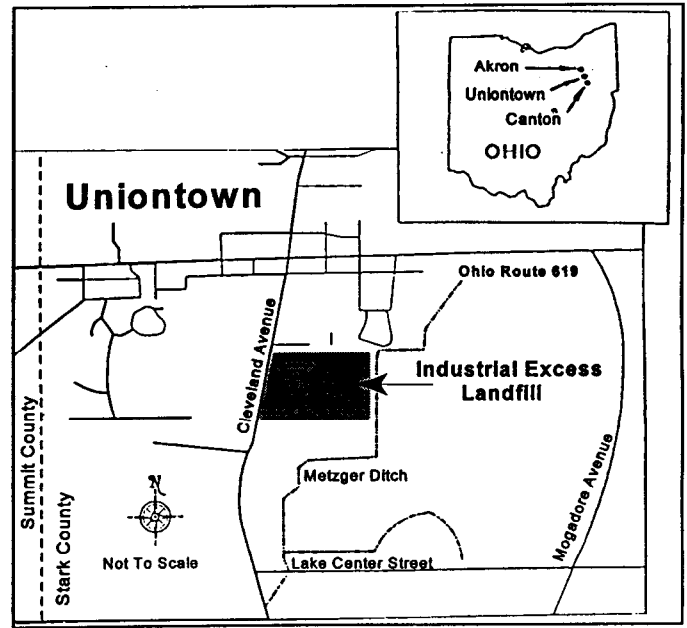 Akron
Uniontown
Canton
OHIO
Uniontown
Ohio Route 619
Cleveland Avenue
Industrial Excess
Landfill
Summit County
Stark County
N
Not To Scale
Metzger Ditch
Lake Center Street
Mogadore Avenue